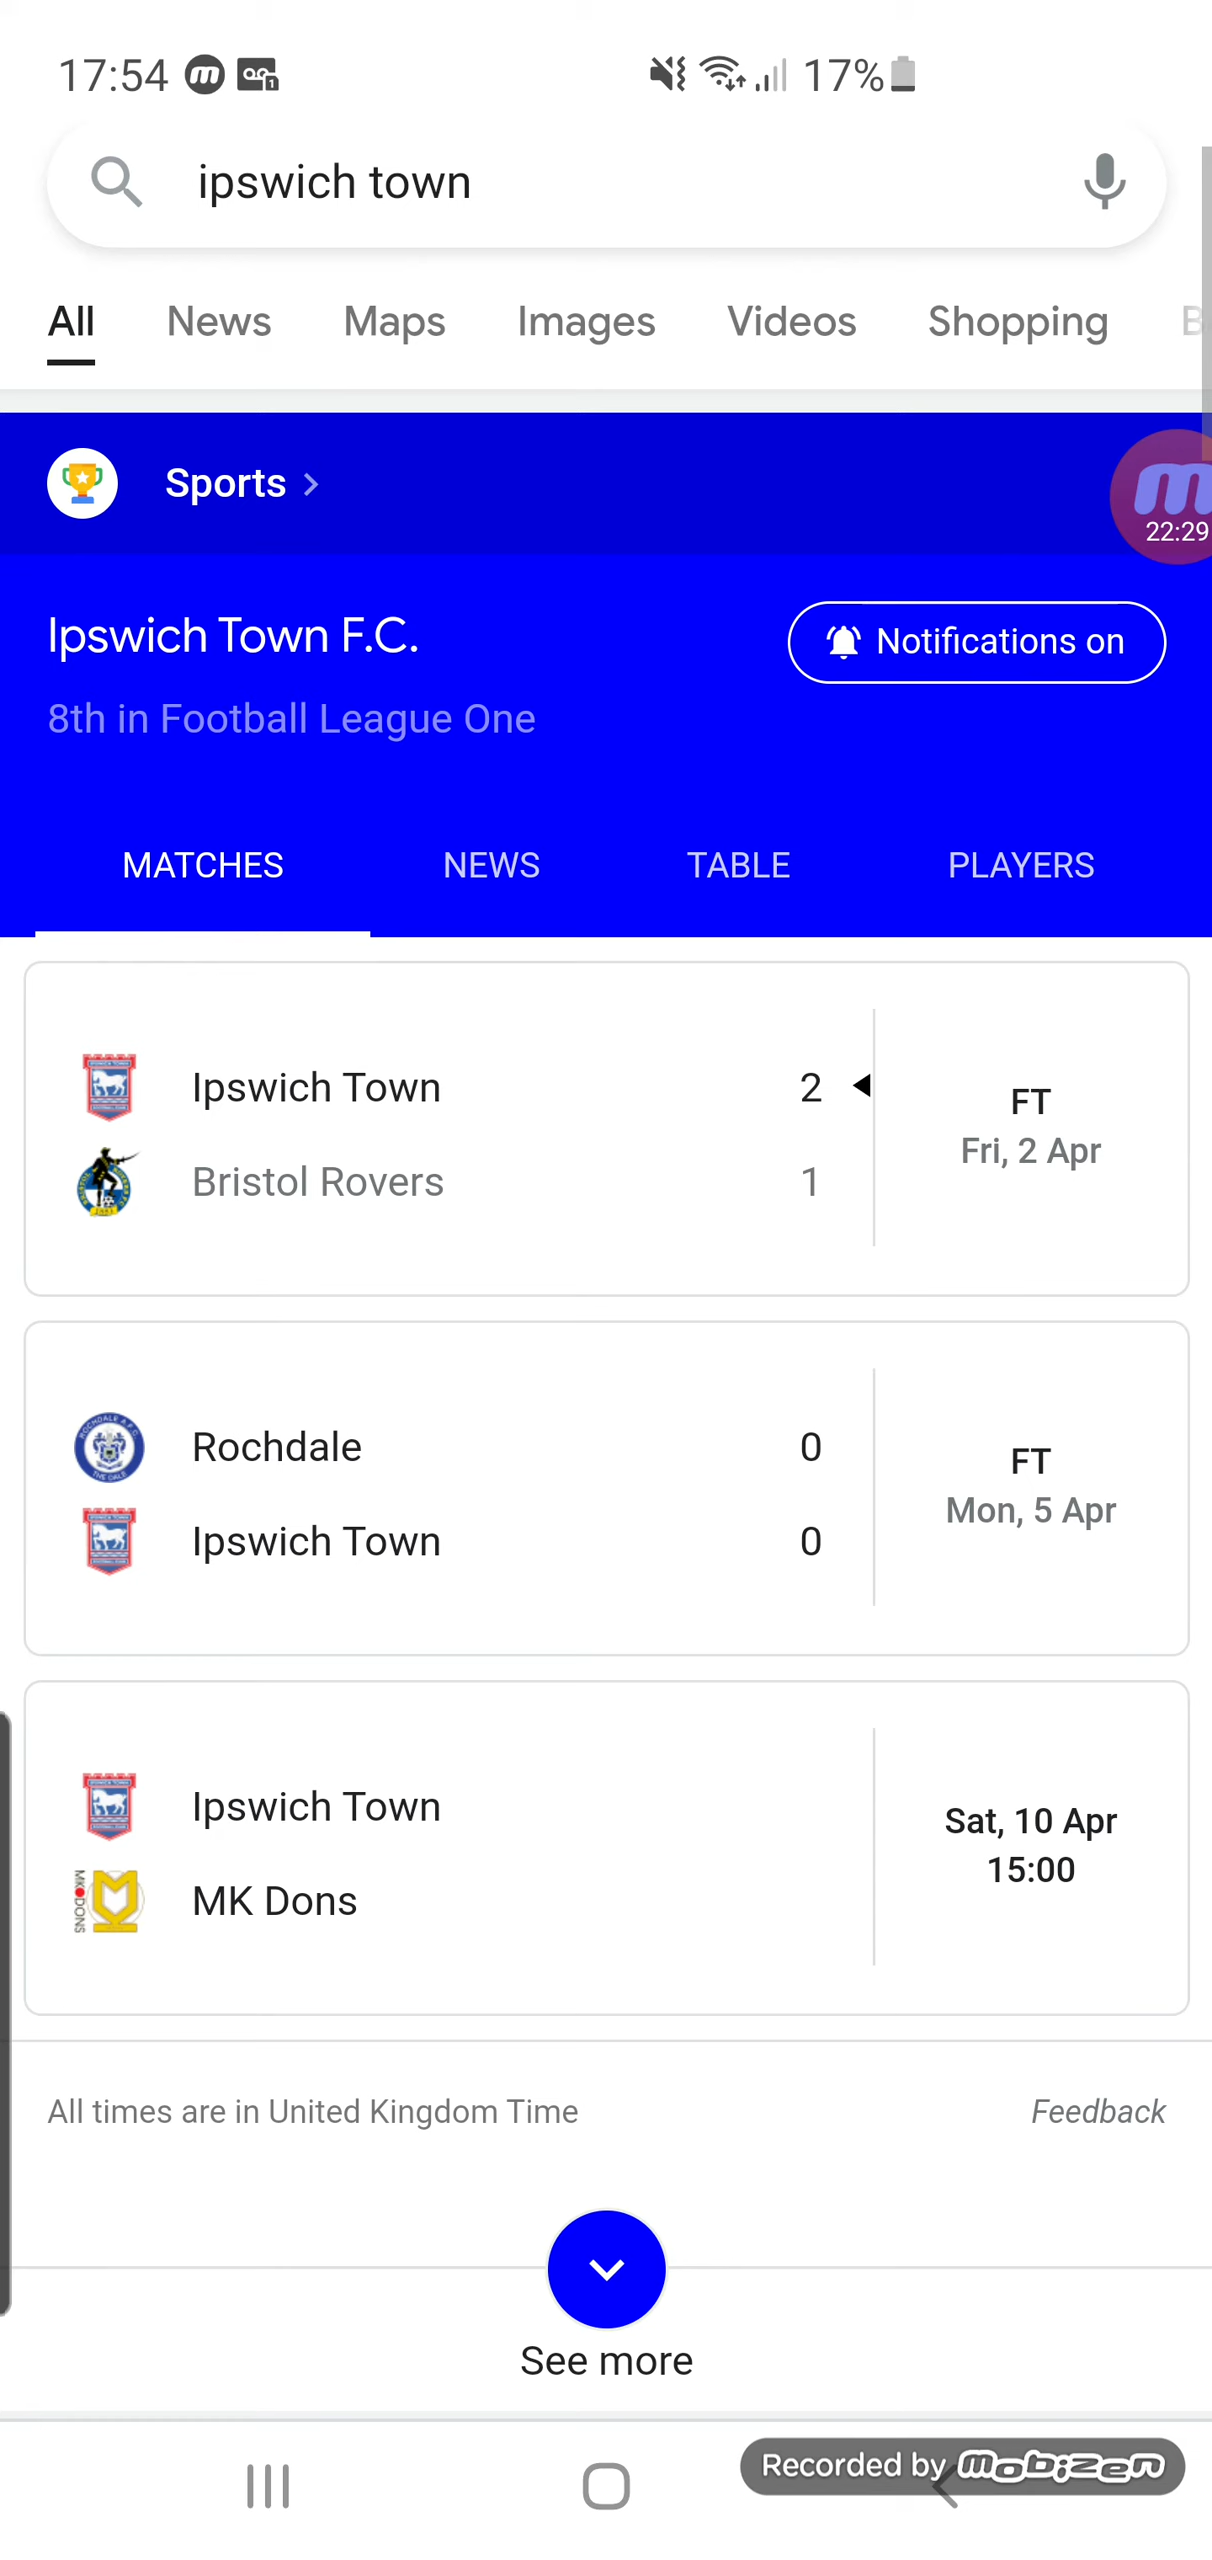 17:54
17%
ipswich town
All News Maps Images Videos Shopping
Sports
22:29
Ipswich Town F.C.
Notifications on
8th in Football League One
MATCHES NEWS TABLE PLAYERS
Ipswich Town 2
Bristol Rovers 1
FT
Fri, 2 Apr
Rochdale 0
Ipswich Town 0
FT
Mon, 5 Apr
Ipswich Town
MK Dons
Sat, 10 Apr
15:00
All times are in United Kingdom Time
Feedback
See more
Recorded by mobizen